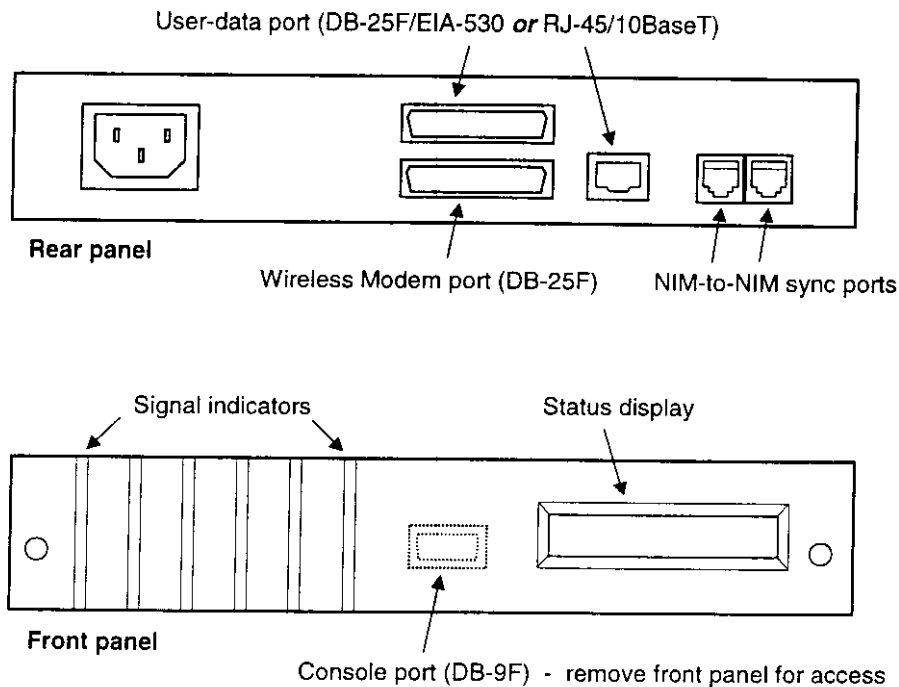 User-data port (DB-25F/EIA-530 or RJ-45/10BaseT)
Rear panel
Wireless Modem port (DB-25F)
NIM-to-NIM sync ports
Signal indicators
Status display
Front panel
Console port (DB-9F) - remove front panel for access